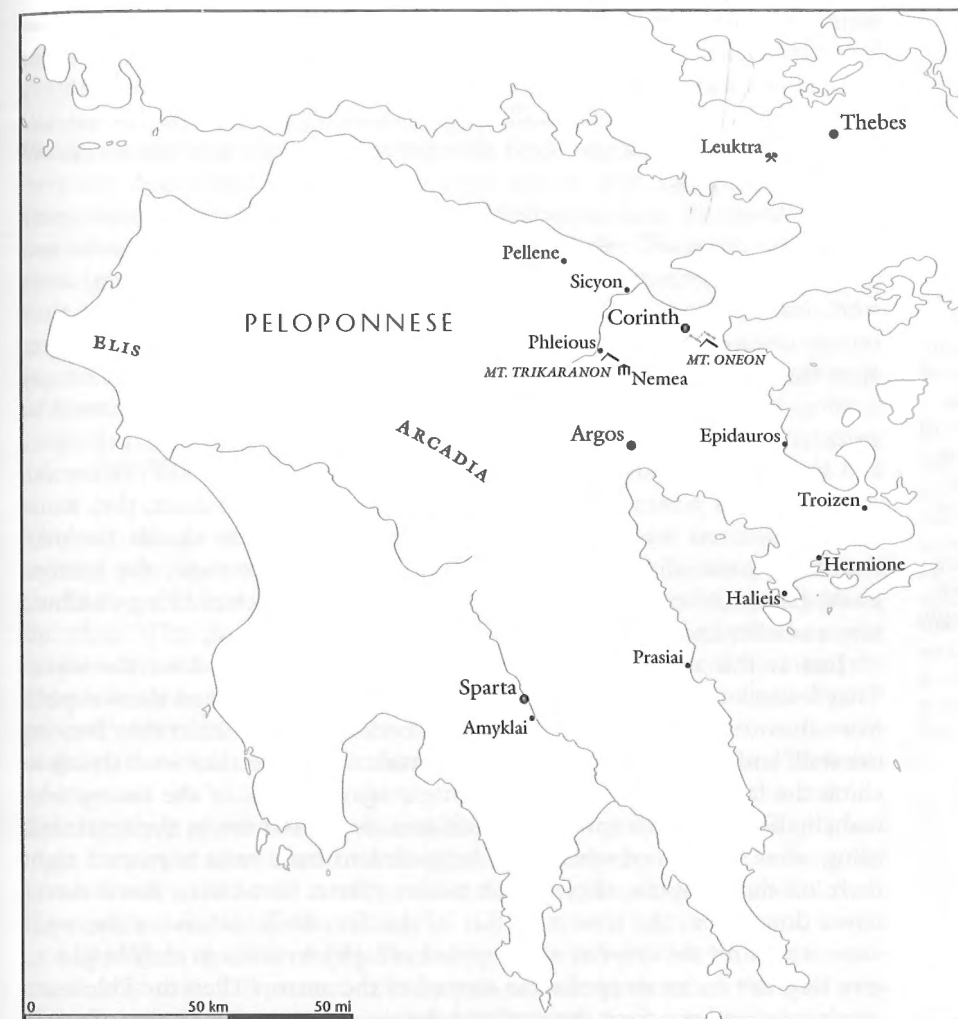 Thebes
Leuktra
Pellene
Sicyon
PELOPONNESE
Corinth
ELIS
Phleious
MT. ONEON
MT. TRIKARANON
Nemea
ARCADIA
Argos
Epidauros
Troizen
Hermione
Halieis
Prasiai
Sparta
Amyklai
0 50 km 50 mi